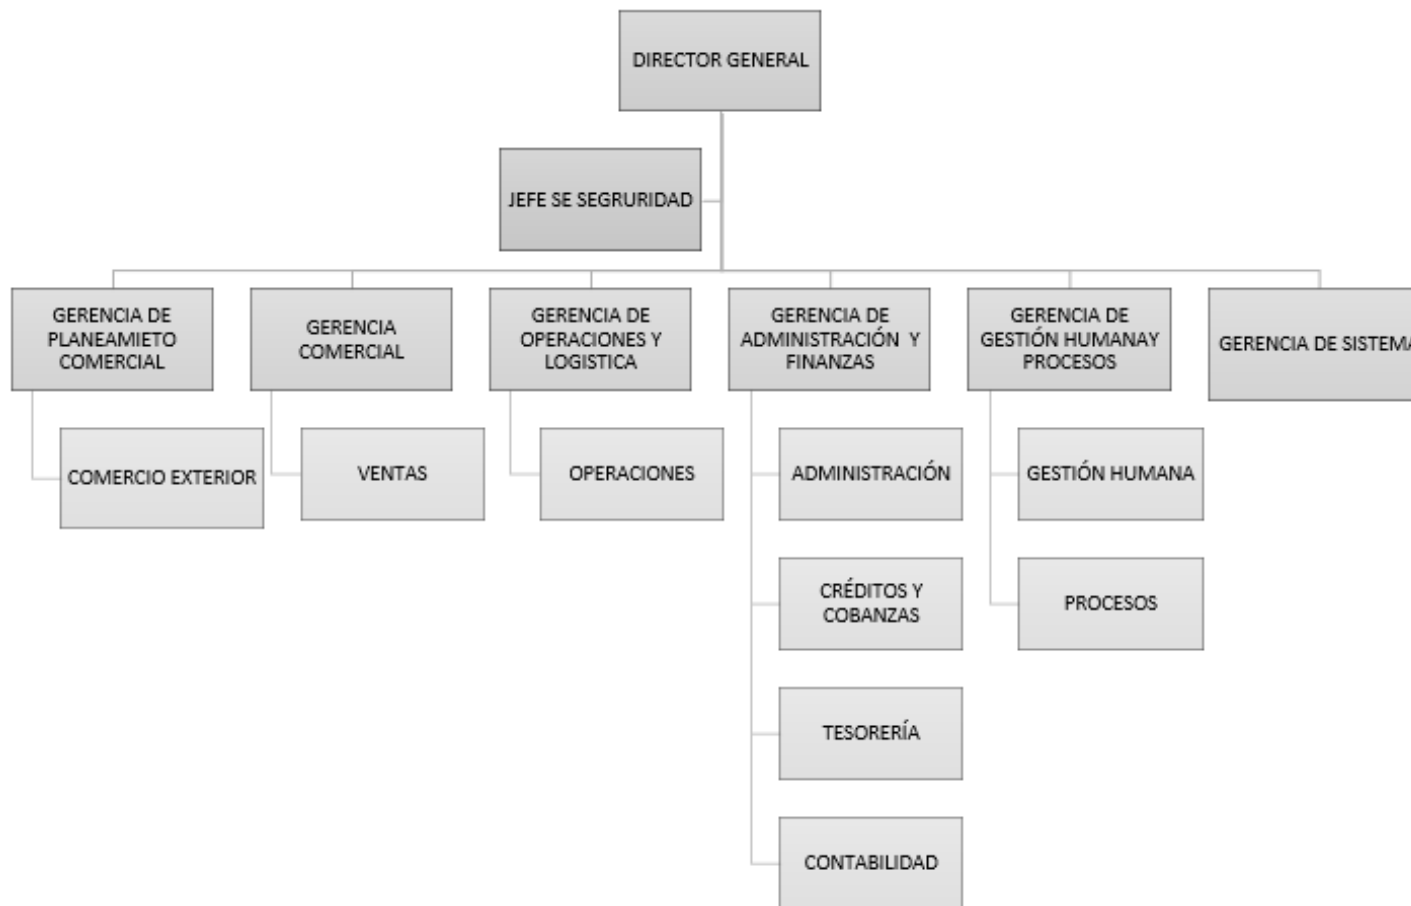 DIRECTOR GENERAL
JEFE SE SEGRURIDAD
GERENCIA DE
PLANEAMIETO
COMERCIAL
GERENCIA
COMERCIAL
GERENCIA DE
OPERACIONES Y
LOGISTICA
GERENCIA DE
ADMINISTRACIÓN Y
FINANZAS
GERENCIA DE
GESTIÓN HUMANAY
PROCESOS
GERENCIA DE SISTEMA
COMERCIO EXTERIOR
VENTAS
OPERACIONES
ADMINISTRACIÓN
GESTIÓN HUMANA
CRÉDITOS Y
COBANZAS
PROCESOS
TESORERÍA
CONTABILIDAD